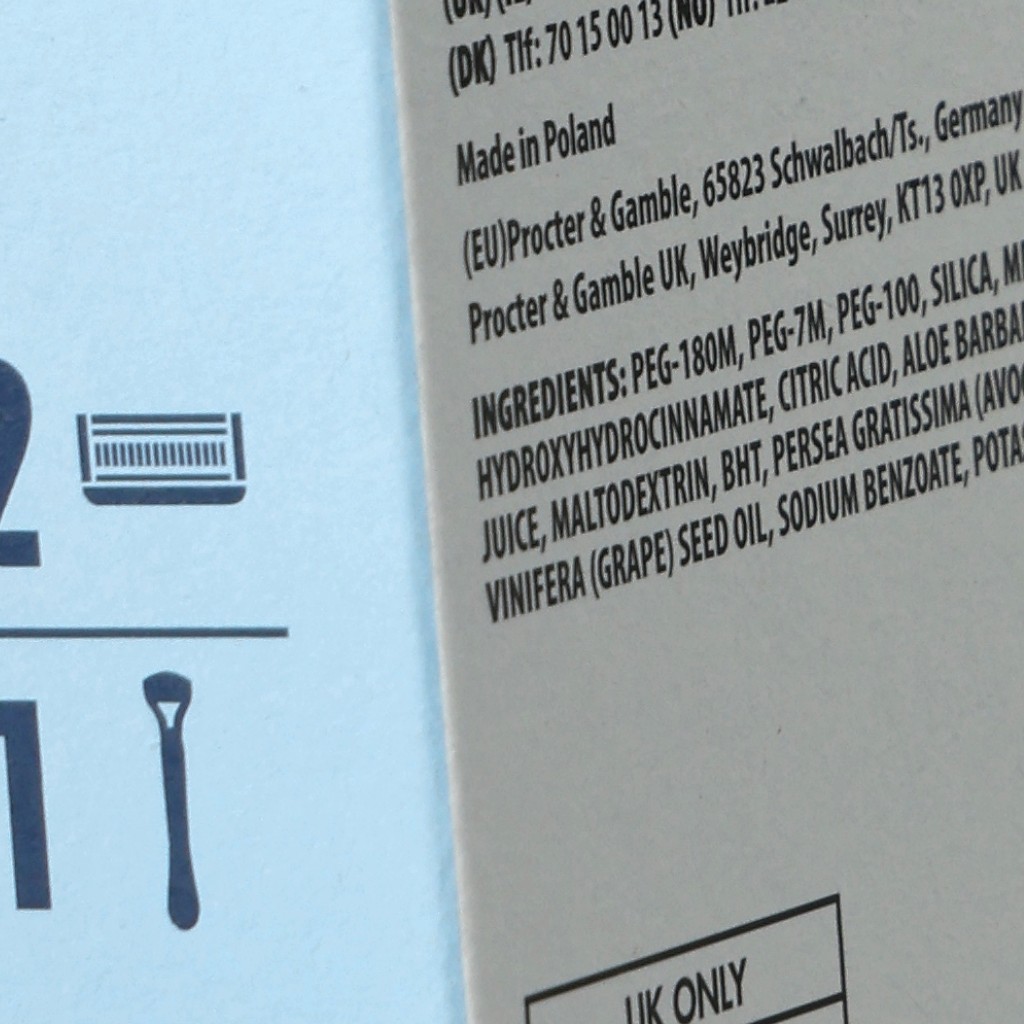 2
1
(DK) Tlf: 70 15 00 13 (NO) Tlf:
Made in Poland
(EU)Procter & Gamble, 65823 Schwalbach/Ts., Germany
Procter & Gamble UK, Weybridge, Surrey, KT13 0XP, UK
INGREDIENTS: PEG-180M, PEG-7M, PEG-100, SILICA,
HYDROXYHYDROCINNAMATE, CITRIC ACID, ALOE
JUICE, MALTODEXTRIN, BHT, PERSEA GRATISSIMA
VINIFERA (GRAPE) SEED OIL, SODIUM BENZOATE,
UK ONLY